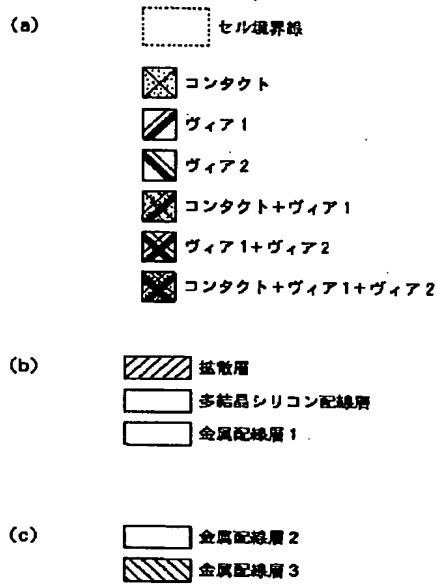 (a) セル境界線
コンタクト
ヴィア1
ヴィア2
コンタクト+ヴィア1
ヴィア1+ヴィア2
コンタクト+ヴィア1+ヴィア2
(b) 拡散層
多結晶シリコン配線層
金属配線層1
(c) 金属配線層2
金属配線層3